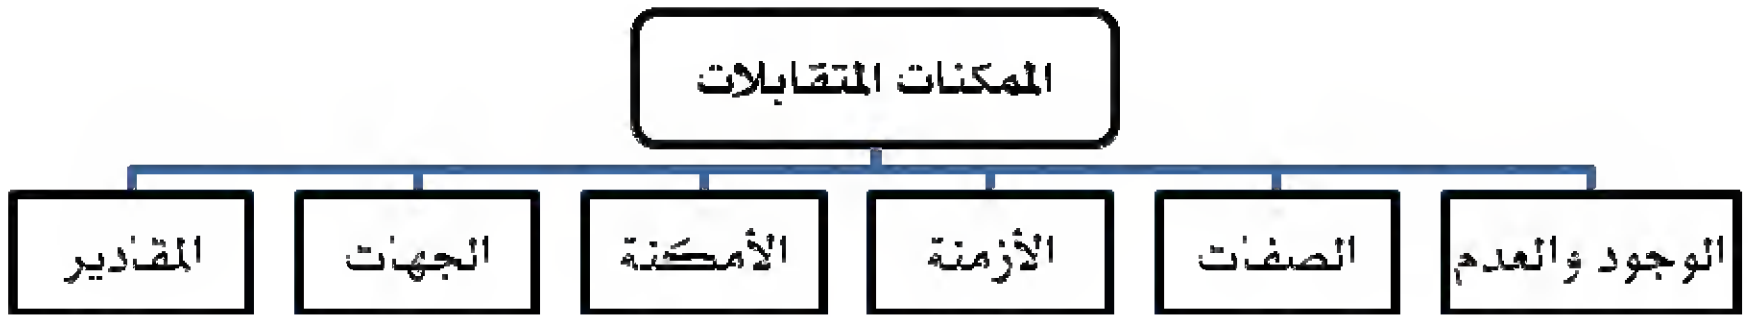 الممكنات المتقابلات
الوجود والعدم
الصفات
الأزمنة
الأمكنة
الجهات
المقادير